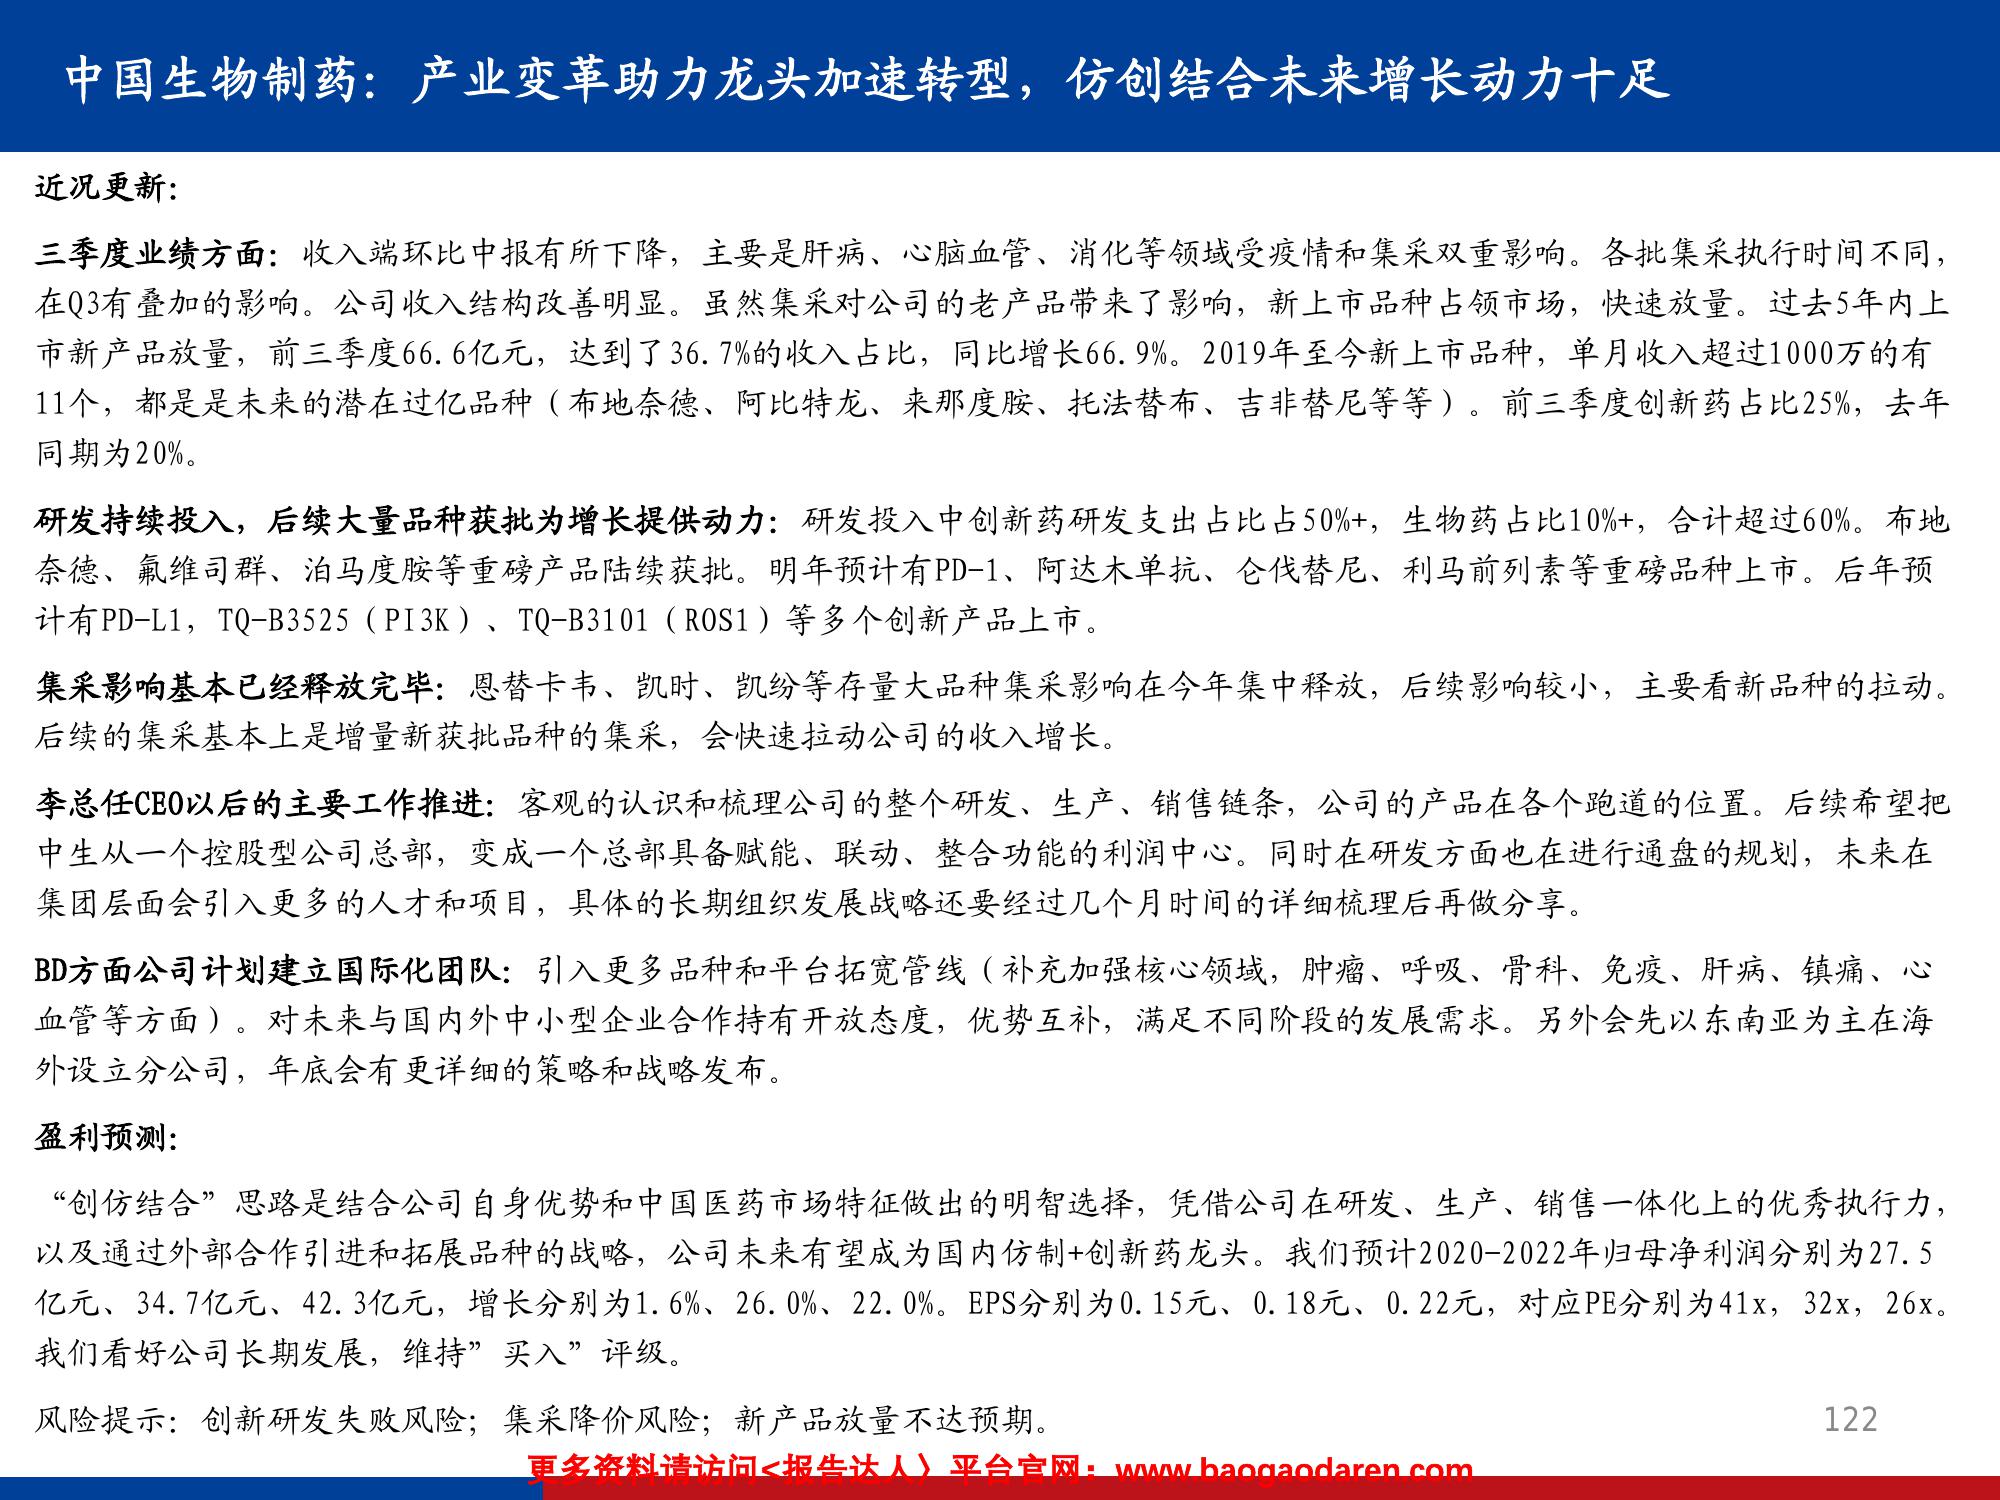 中国生物制药：产业变革助力龙头加速转型，仿创结合未来增长动力十足
近况更新：
三季度业绩方面：收入端环比中报有所下降，主要是肝病、心脑血管、消化等领域受疫情和集采双重影响。各批集采执行时间不同，
在Q3有叠加的影响。公司收入结构改善明显。虽然集采对公司的老产品带来了影响，新上市品种占领市场，快速放量。过去5年内上
市新产品放量，前三季度66.6亿元，达到了36.7%的收入占比，同比增长66.9%。2019年至今新上市品种，单月收入超过1000万的有
11个，都是是未来的潜在过亿品种（布地奈德、阿比特龙、来那度胺、托法替布、吉非替尼等等）。前三季度创新药占比25%，去年
同期为20%。
研发持续投入，后续大量品种获批为增长提供动力：研发投入中创新药研发支出占比占50%+，生物药占比10%+，合计超过60%。布地
奈德、氟维司群、泊马度胺等重磅产品陆续获批。明年预计有PD-1、阿达木单抗、仑伐替尼、利马前列素等重磅品种上市。后年预
计有PD-L1，TQ-B3525（PI3K）、TQ-B3101（ROS1）等多个创新产品上市。
集采影响基本已经释放完毕：恩替卡韦、凯时、凯纷等存量大品种集采影响在今年集中释放，后续影响较小，主要看新品种的拉动。
后续的集采基本上是增量新获批品种的集采，会快速拉动公司的收入增长。
李总任CEO以后的主要工作推进：客观的认识和梳理公司的整个研发、生产、销售链条，公司的产品在各个跑道的位置。后续希望把
中生从一个控股型公司总部，变成一个总部具备赋能、联动、整合功能的利润中心。同时在研发方面也在进行通盘的规划，未来在
集团层面会引入更多的人才和项目，具体的长期组织发展战略还要经过几个月时间的详细梳理后再做分享。
BD方面公司计划建立国际化团队：引入更多品种和平台拓宽管线（补充加强核心领域，肿瘤、呼吸、骨科、免疫、肝病、镇痛、心
血管等方面）。对未来与国内外中小型企业合作持有开放态度，优势互补，满足不同阶段的发展需求。另外会先以东南亚为主在海
外设立分公司，年底会有更详细的策略和战略发布。
盈利预测：
“创仿结合”思路是结合公司自身优势和中国医药市场特征做出的明智选择，凭借公司在研发、生产、销售一体化上的优秀执行力，
以及通过外部合作引进和拓展品种的战略，公司未来有望成为国内仿制+创新药龙头。我们预计2020-2022年归母净利润分别为27.5
亿元、34.7亿元、42.3亿元，增长分别为1.6%、26.0%、22.0%。EPS分别为0.15元、0.18元、0.22元，对应PE分别为41x，32x，26x。
我们看好公司长期发展，维持”买入”评级。
风险提示：创新研发失败风险；集采降价风险；新产品放量不达预期。
122
更多资料请访问<报告达人〉平台官网：www.baogaodaren.com